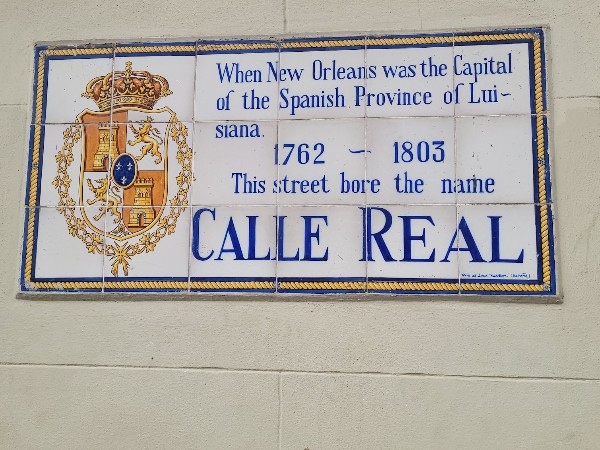 When New Orleans was the Capital
of the Spanish Province of Lui-
siana.
1762 ~ 1803
This street bore the name
CALLE REAL